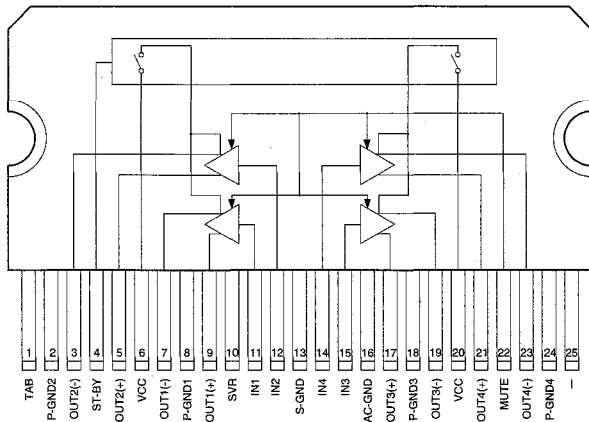 1 2 3 4 5 6 7 8 9 10 11 12 13 14 15 16 17 18 19 20 21 22 23 24 25
TAB
P-GND2
OUT2(-)
ST-BY
OUT2(+)
VCC
OUT1(-)
P-GND1
OUT1(+)
SVR
IN1
IN2
S-GND
IN4
IN3
AC-GND
OUT3(+)
P-GND3
OUT3(-)
VCC
OUT4(+)
MUTE
OUT4(-)
P-GND4
–